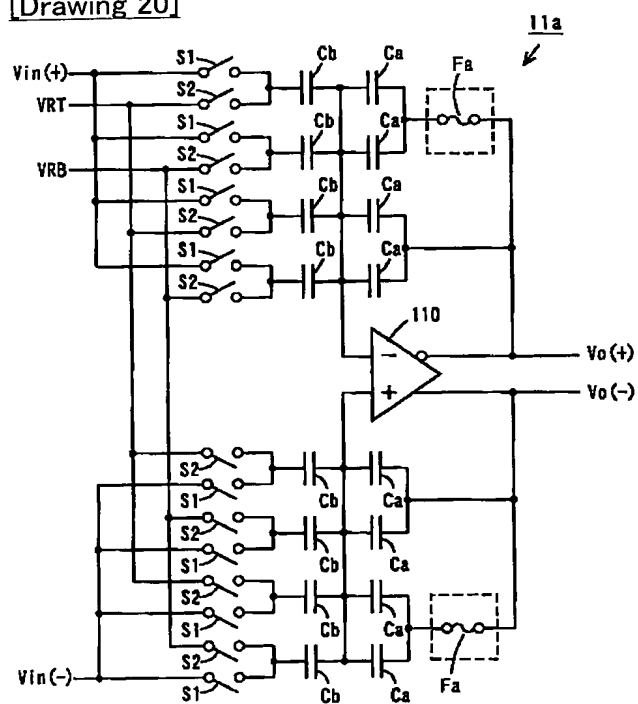 [Drawing 20]
11a
Vin(+)
S1
Cb
Ca
Fa
VRT
S2
S1
Cb
Ca
VRB
S2
S1
Cb
Ca
S2
S1
Cb
Ca
S2
110
−
Vo(+)
+
Vo(-)
S2
S1
Cb
Ca
S2
S1
Cb
Ca
S2
S1
Cb
Ca
S2
Fa
Vin(-)
S1
Cb
Ca